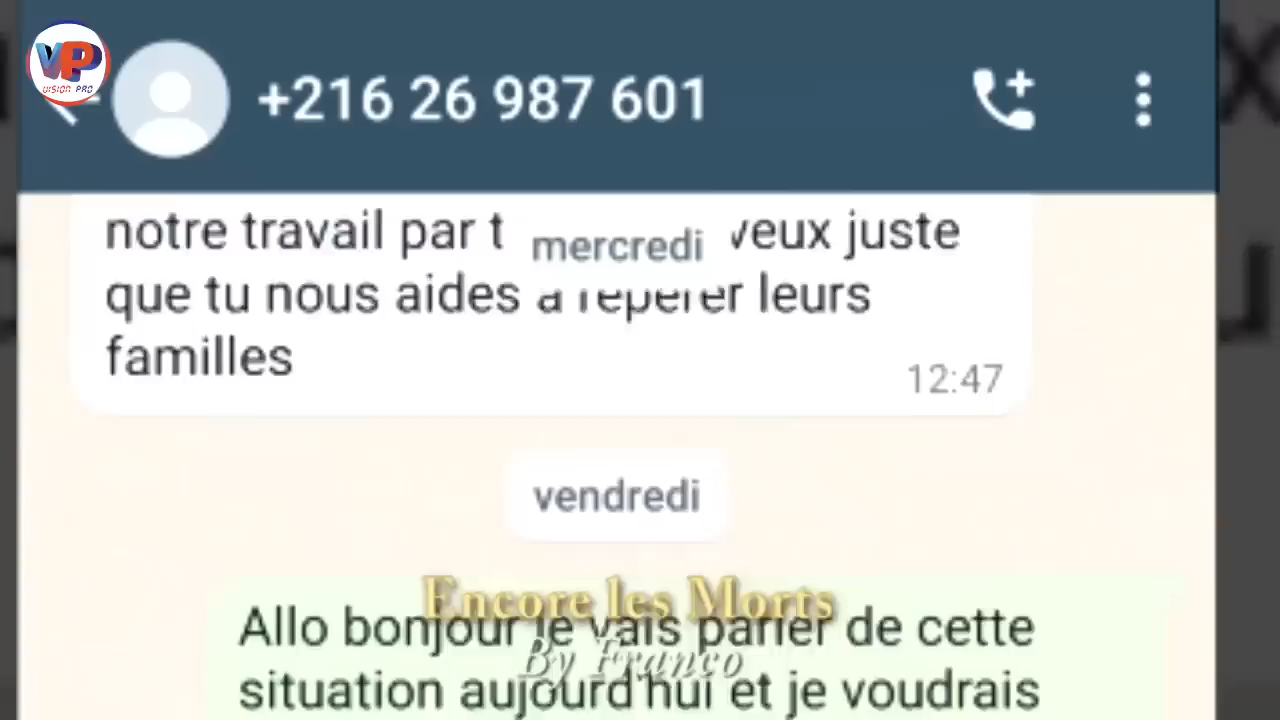 VP
VISION PRO
+216 26 987 601
notre travail par t veux juste
mercredi
que tu nous aides à repérer leurs
familles
12:47
vendredi
Encore les Morts
Allo bonjour je vais parler de cette
By Franco
situation aujourd'hui et je voudrais